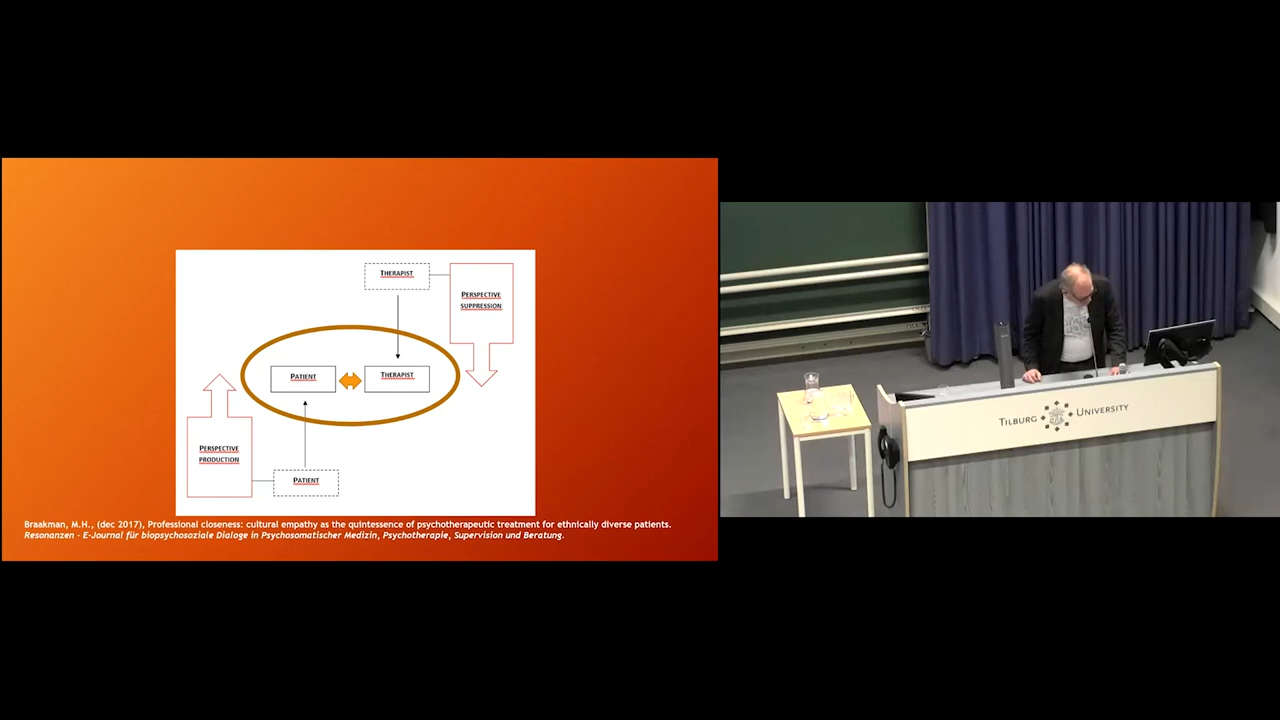 THERAPIST
PERSPECTIVE
SUPPRESSION
PATIENT
THERAPIST
PERSPECTIVE
PRODUCTION
PATIENT
Braakman, M.H., (dec 2017), Professional closeness: cultural empathy as the quintessence of psychotherapeutic treatment for ethnically diverse patients.
Resonanzen – E-Journal für biopsychosoziale Dialoge in Psychosomatischer Medizin, Psychotherapie, Supervision und Beratung.
TILBURG UNIVERSITY